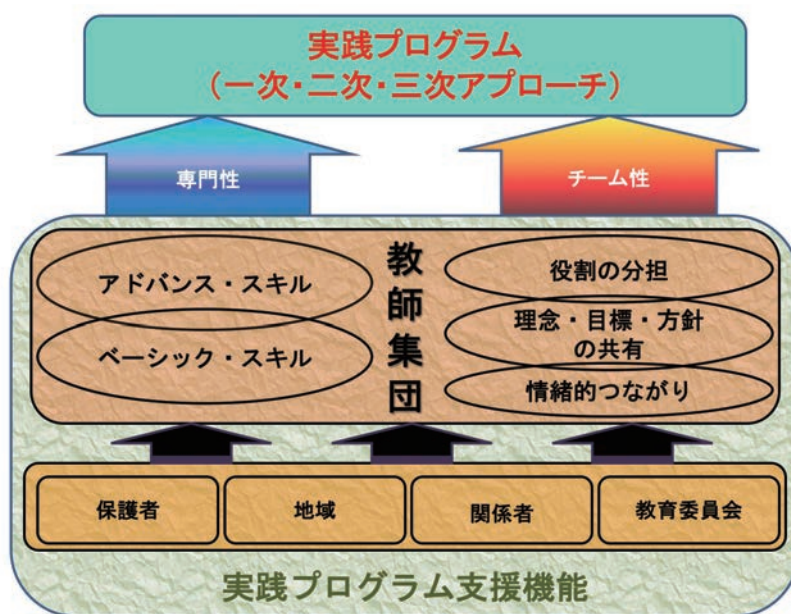 実践プログラム
(一次・二次・三次アプローチ)
専門性
チーム性
教師集団
アドバンス・スキル
ベーシック・スキル
役割の分担
理念・目標・方針
の共有
情緒的つながり
保護者
地域
関係者
教育委員会
実践プログラム支援機能